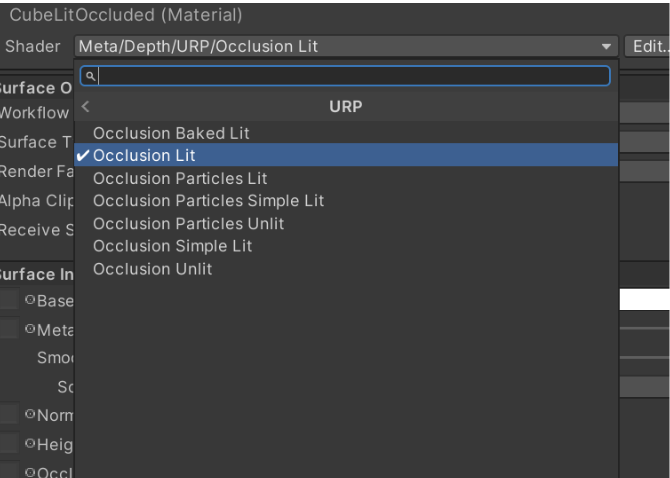 CubeLitOccluded (Material)
Shader Meta/Depth/URP/Occlusion Lit Edit..
Surface O
URP
Workflow
Occlusion Baked Lit
Surface T
Occlusion Lit
Render Fa
Occlusion Particles Lit
Alpha Clip
Occlusion Particles Simple Lit
Receive S
Occlusion Particles Unlit
Occlusion Simple Lit
Occlusion Unlit
Surface In
Base
Meta
Smoo
So
Norm
Heig
Occl